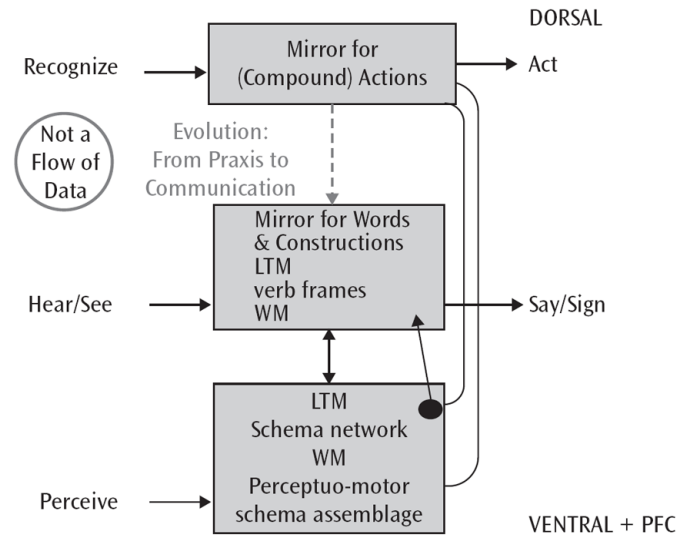 DORSAL
Mirror for
(Compound) Actions
Recognize
Act
Not a
Flow of
Data
Evolution:
From Praxis to
Communication
Mirror for Words
& Constructions
LTM
verb frames
WM
Hear/See
Say/Sign
LTM
Schema network
WM
Perceptuo-motor
schema assemblage
Perceive
VENTRAL + PFC